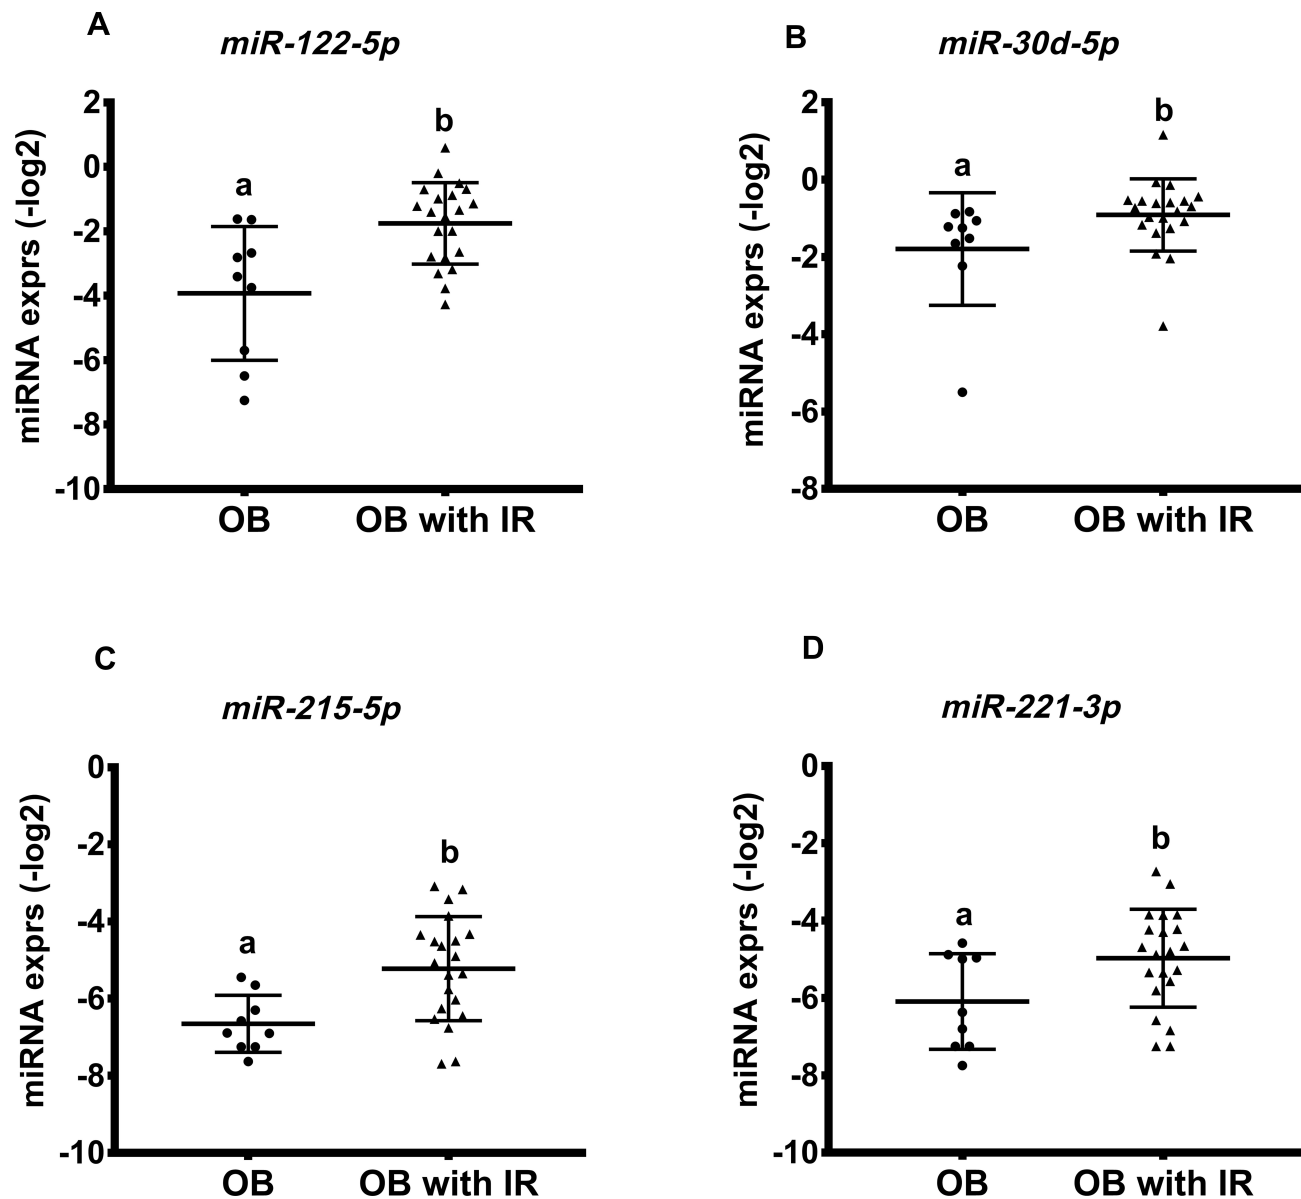 A
miR-122-5p
miRNA exprs (-log2)
2
0
-2
-4
-6
-8
-10
a
b
OB
OB with IR
B
miR-30d-5p
miRNA exprs (-log2)
2
0
-2
-4
-6
-8
a
b
OB
OB with IR
C
miR-215-5p
miRNA exprs (-log2)
0
-2
-4
-6
-8
-10
a
b
OB
OB with IR
D
miR-221-3p
miRNA exprs (-log2)
0
-2
-4
-6
-8
-10
a
b
OB
OB with IR